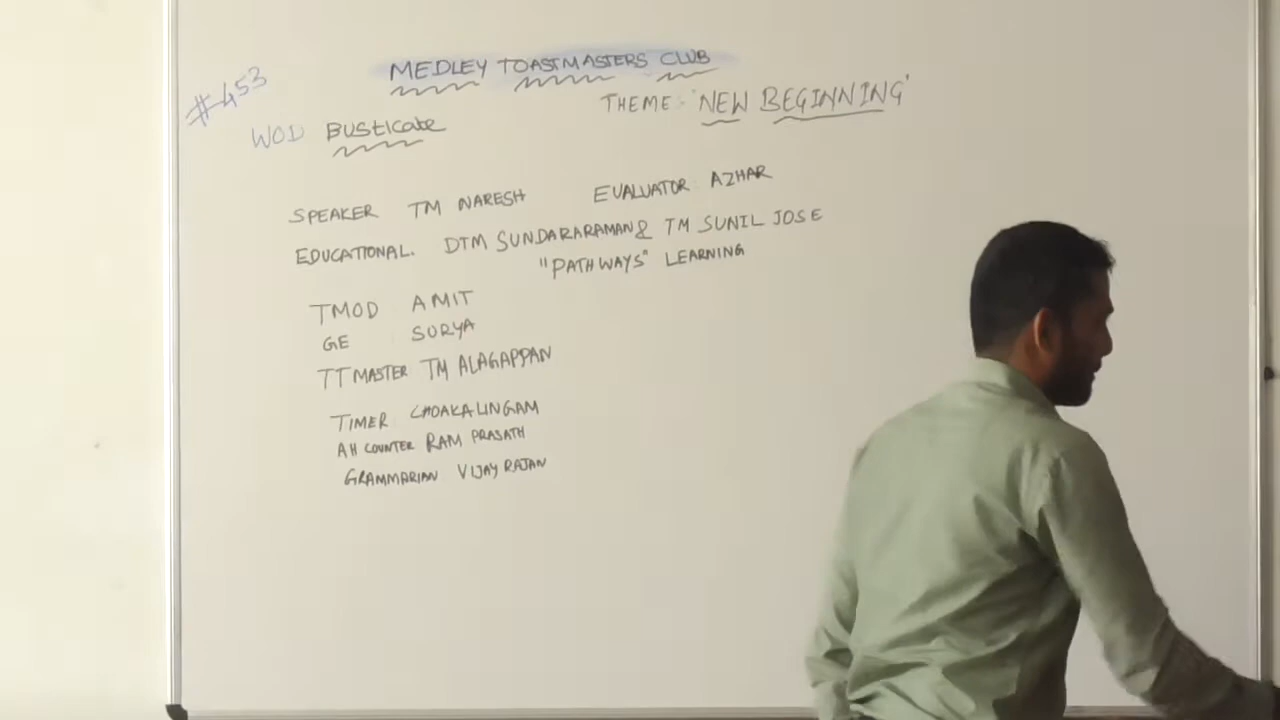 MEDLEY TOASTMASTERS CLUB
#453
THEME: 'NEW BEGINNING'
WOD BUSTICATE
SPEAKER TM NARESH EVALUATOR: AZHAR
EDUCATIONAL. DTM SUNDARARAMAN & TM SUNIL JOSE
"PATHWAYS" LEARNING
TMOD AMIT
GE SURYA
TT MASTER TM ALAGAPPAN
TIMER CHOAKALINGAM
AH COUNTER RAM PRASATH
GRAMMARIAN VIJAY RAJAN